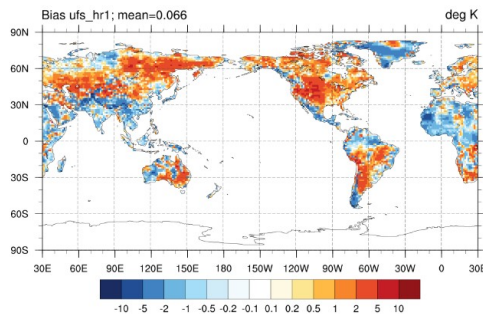 Bias ufs_hr1; mean=0.066 deg K
90N
60N
30N
0
30S
60S
90S
30E 60E 90E 120E 150E 180 150W 120W 90W 60W 30W 0 30E
-10 -5 -2 -1 -0.5 -0.2 -0.1 0.1 0.2 0.5 1 2 5 10